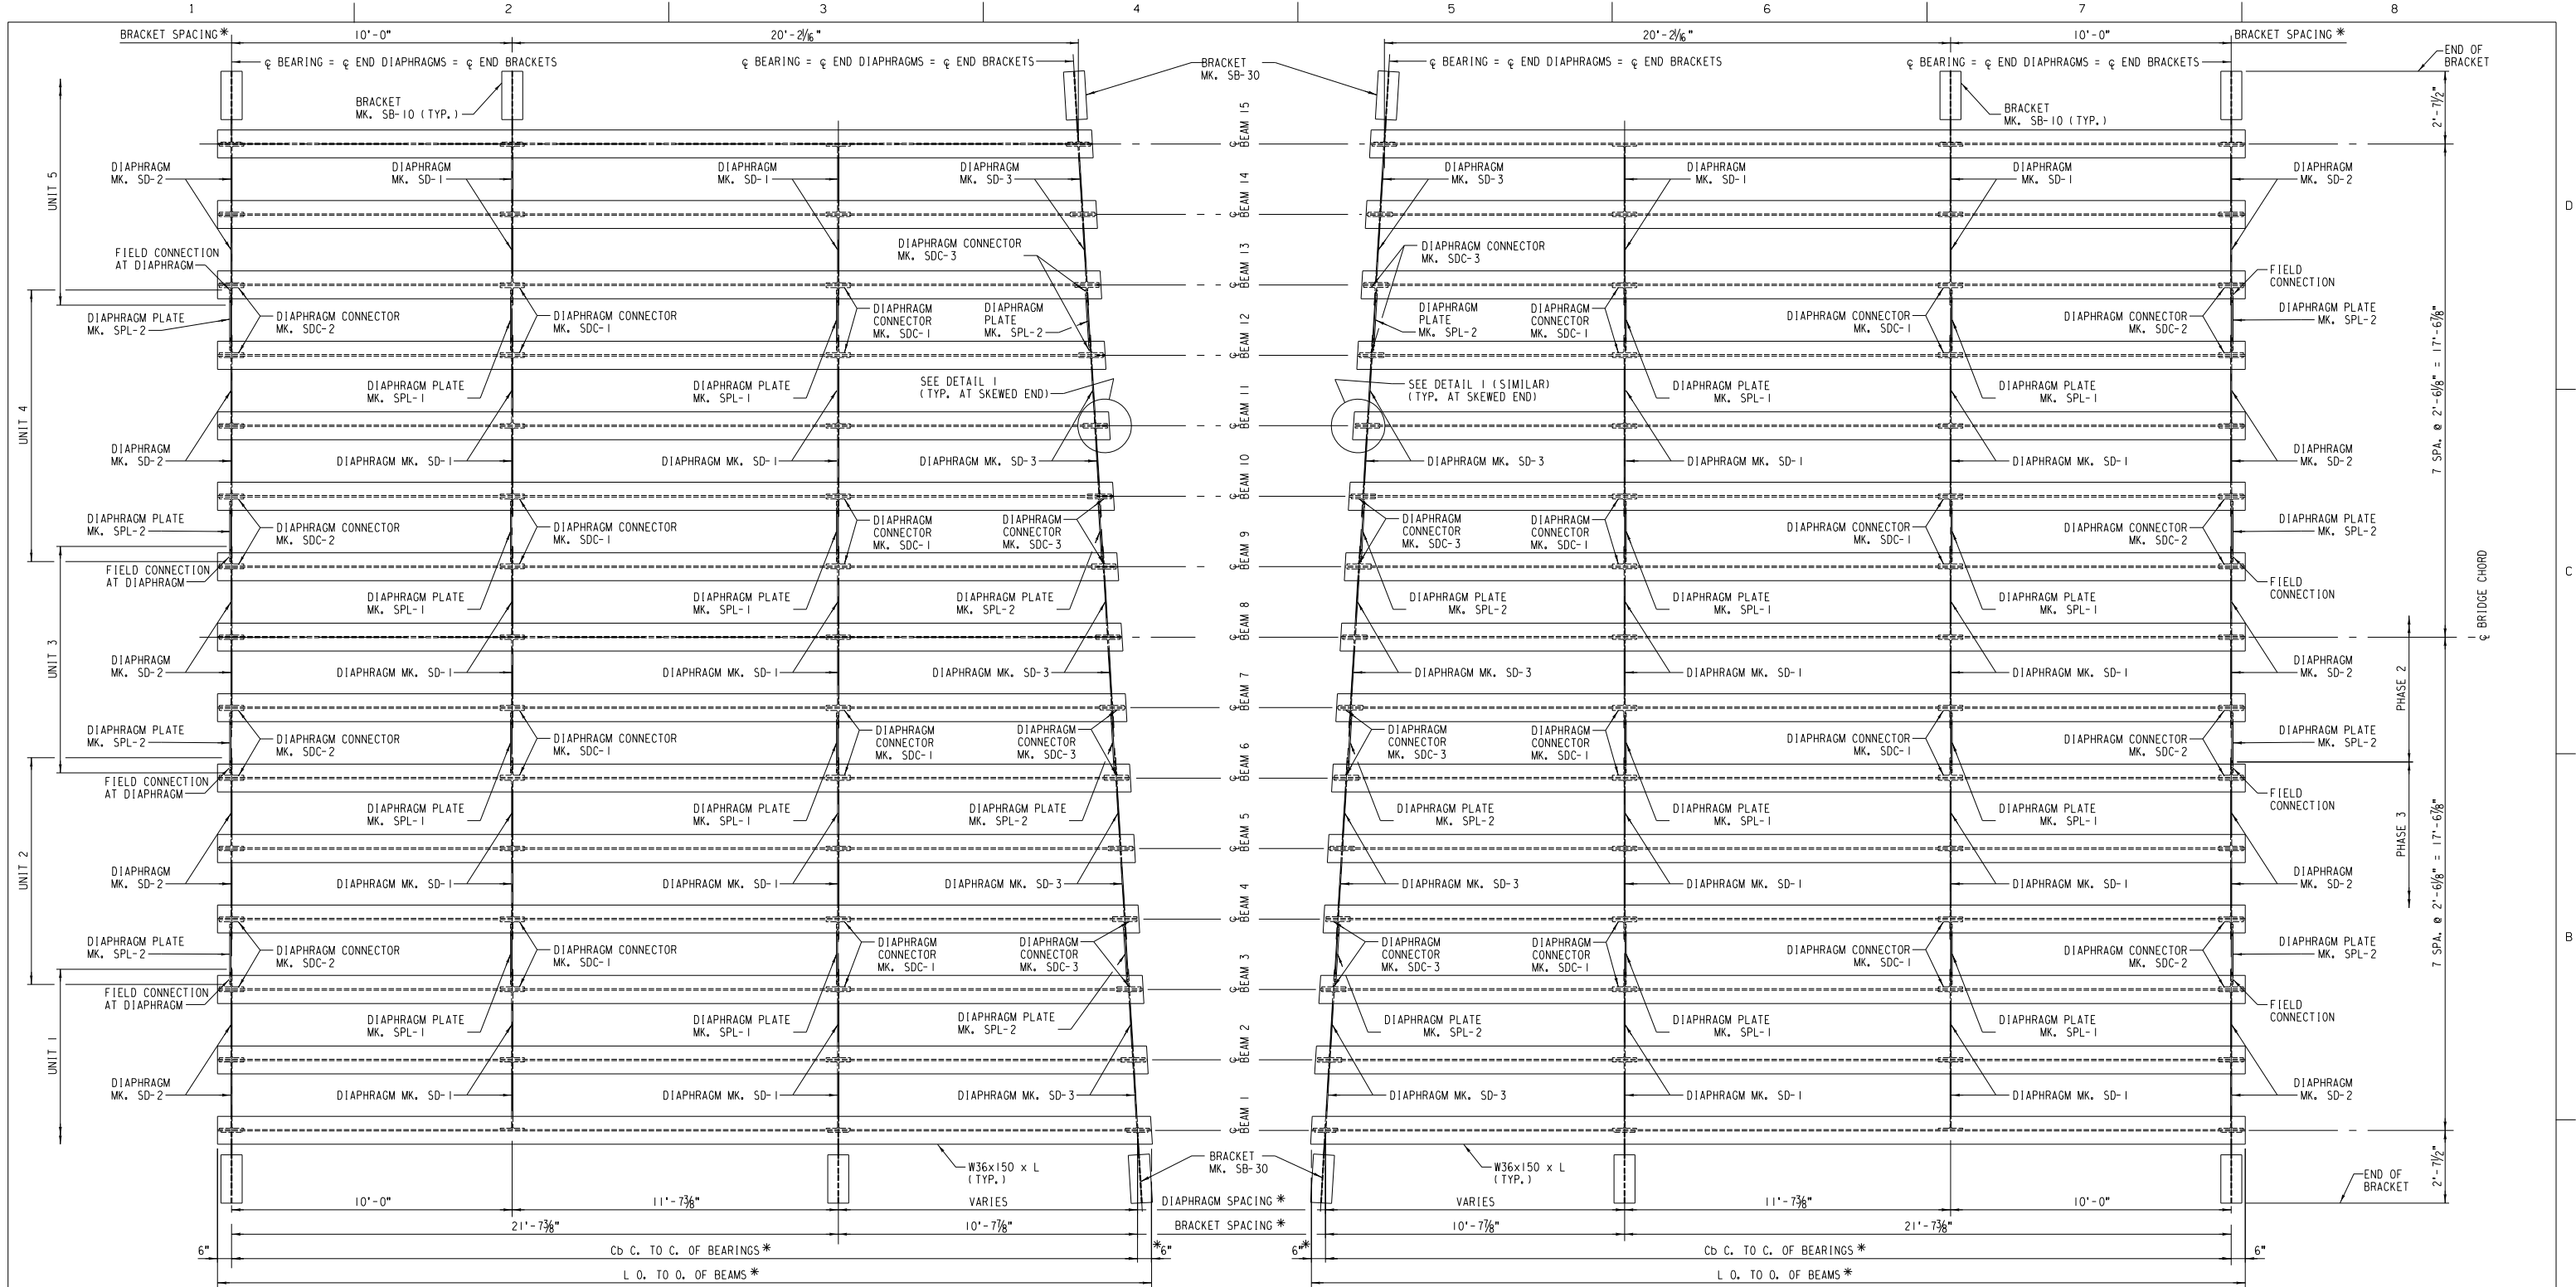 1 2 3 4 5 6 7 8
BRACKET SPACING* 10'-0" 20'-2 1/16" 20'-2 1/16" 10'-0" BRACKET SPACING *
℄ BEARING = ℄ END DIAPHRAGMS = ℄ END BRACKETS
℄ BEARING = ℄ END DIAPHRAGMS = ℄ END BRACKETS
℄ BEARING = ℄ END DIAPHRAGMS = ℄ END BRACKETS
℄ BEARING = ℄ END DIAPHRAGMS = ℄ END BRACKETS
END OF
BRACKET
BRACKET
MK. SB-30
BRACKET
MK. SB-10 (TYP.)
BRACKET
MK. SB-10 (TYP.)
2'-7 1/2"
℄ BEAM 15
DIAPHRAGM
MK. SD-2
DIAPHRAGM
MK. SD-1
DIAPHRAGM
MK. SD-1
DIAPHRAGM
MK. SD-3
DIAPHRAGM
MK. SD-3
DIAPHRAGM
MK. SD-1
DIAPHRAGM
MK. SD-1
DIAPHRAGM
MK. SD-2
UNIT 5
℄ BEAM 14
D
FIELD CONNECTION
AT DIAPHRAGM
DIAPHRAGM CONNECTOR
MK. SDC-3
℄ BEAM 13
DIAPHRAGM CONNECTOR
MK. SDC-3
FIELD
CONNECTION
DIAPHRAGM PLATE
MK. SPL-2
DIAPHRAGM CONNECTOR
MK. SDC-2
DIAPHRAGM CONNECTOR
MK. SDC-1
DIAPHRAGM
CONNECTOR
MK. SDC-1
DIAPHRAGM
PLATE
MK. SPL-2
℄ BEAM 12
DIAPHRAGM
PLATE
MK. SPL-2
DIAPHRAGM
CONNECTOR
MK. SDC-1
DIAPHRAGM CONNECTOR
MK. SDC-1
DIAPHRAGM CONNECTOR
MK. SDC-2
DIAPHRAGM PLATE
MK. SPL-2
7 SPA. @ 2'-6 1/8" = 17'-6 7/8"
DIAPHRAGM PLATE
MK. SPL-1
DIAPHRAGM PLATE
MK. SPL-1
SEE DETAIL 1
(TYP. AT SKEWED END)
℄ BEAM 11
SEE DETAIL 1 (SIMILAR)
(TYP. AT SKEWED END)
DIAPHRAGM PLATE
MK. SPL-1
DIAPHRAGM PLATE
MK. SPL-1
UNIT 4
DIAPHRAGM
MK. SD-2
DIAPHRAGM MK. SD-1
DIAPHRAGM MK. SD-1
DIAPHRAGM MK. SD-3
℄ BEAM 10
DIAPHRAGM MK. SD-3
DIAPHRAGM MK. SD-1
DIAPHRAGM MK. SD-1
DIAPHRAGM
MK. SD-2
DIAPHRAGM PLATE
MK. SPL-2
DIAPHRAGM CONNECTOR
MK. SDC-2
DIAPHRAGM CONNECTOR
MK. SDC-1
DIAPHRAGM
CONNECTOR
MK. SDC-1
DIAPHRAGM
CONNECTOR
MK. SDC-3
℄ BEAM 9
DIAPHRAGM
CONNECTOR
MK. SDC-3
DIAPHRAGM
CONNECTOR
MK. SDC-1
DIAPHRAGM CONNECTOR
MK. SDC-1
DIAPHRAGM CONNECTOR
MK. SDC-2
DIAPHRAGM PLATE
MK. SPL-2
C
FIELD CONNECTION
AT DIAPHRAGM
FIELD
CONNECTION
DIAPHRAGM PLATE
MK. SPL-1
DIAPHRAGM PLATE
MK. SPL-1
DIAPHRAGM PLATE
MK. SPL-2
℄ BEAM 8
DIAPHRAGM PLATE
MK. SPL-2
DIAPHRAGM PLATE
MK. SPL-1
DIAPHRAGM PLATE
MK. SPL-1
℄ BRIDGE CHORD
UNIT 3
DIAPHRAGM
MK. SD-2
DIAPHRAGM MK. SD-1
DIAPHRAGM MK. SD-1
DIAPHRAGM MK. SD-3
℄ BEAM 7
DIAPHRAGM MK. SD-3
DIAPHRAGM MK. SD-1
DIAPHRAGM MK. SD-1
DIAPHRAGM
MK. SD-2
PHASE 2
DIAPHRAGM PLATE
MK. SPL-2
DIAPHRAGM CONNECTOR
MK. SDC-2
DIAPHRAGM CONNECTOR
MK. SDC-1
DIAPHRAGM
CONNECTOR
MK. SDC-1
DIAPHRAGM
CONNECTOR
MK. SDC-3
℄ BEAM 6
DIAPHRAGM
CONNECTOR
MK. SDC-3
DIAPHRAGM
CONNECTOR
MK. SDC-1
DIAPHRAGM CONNECTOR
MK. SDC-1
DIAPHRAGM CONNECTOR
MK. SDC-2
DIAPHRAGM PLATE
MK. SPL-2
FIELD CONNECTION
AT DIAPHRAGM
FIELD
CONNECTION
DIAPHRAGM PLATE
MK. SPL-1
DIAPHRAGM PLATE
MK. SPL-1
DIAPHRAGM PLATE
MK. SPL-2
℄ BEAM 5
DIAPHRAGM PLATE
MK. SPL-2
DIAPHRAGM PLATE
MK. SPL-1
DIAPHRAGM PLATE
MK. SPL-1
PHASE 3
7 SPA. @ 2'-6 1/8" = 17'-6 7/8"
UNIT 2
DIAPHRAGM
MK. SD-2
DIAPHRAGM MK. SD-1
DIAPHRAGM MK. SD-1
DIAPHRAGM MK. SD-3
℄ BEAM 4
DIAPHRAGM MK. SD-3
DIAPHRAGM MK. SD-1
DIAPHRAGM MK. SD-1
DIAPHRAGM
MK. SD-2
B
DIAPHRAGM PLATE
MK. SPL-2
DIAPHRAGM CONNECTOR
MK. SDC-2
DIAPHRAGM CONNECTOR
MK. SDC-1
DIAPHRAGM
CONNECTOR
MK. SDC-1
DIAPHRAGM
CONNECTOR
MK. SDC-3
℄ BEAM 3
DIAPHRAGM
CONNECTOR
MK. SDC-3
DIAPHRAGM
CONNECTOR
MK. SDC-1
DIAPHRAGM CONNECTOR
MK. SDC-1
DIAPHRAGM CONNECTOR
MK. SDC-2
DIAPHRAGM PLATE
MK. SPL-2
FIELD CONNECTION
AT DIAPHRAGM
FIELD
CONNECTION
DIAPHRAGM PLATE
MK. SPL-1
DIAPHRAGM PLATE
MK. SPL-1
DIAPHRAGM PLATE
MK. SPL-2
℄ BEAM 2
DIAPHRAGM PLATE
MK. SPL-2
DIAPHRAGM PLATE
MK. SPL-1
DIAPHRAGM PLATE
MK. SPL-1
UNIT 1
DIAPHRAGM
MK. SD-2
DIAPHRAGM MK. SD-1
DIAPHRAGM MK. SD-1
DIAPHRAGM MK. SD-3
℄ BEAM 1
DIAPHRAGM MK. SD-3
DIAPHRAGM MK. SD-1
DIAPHRAGM MK. SD-1
DIAPHRAGM
MK. SD-2
W36x150 x L
(TYP.)
BRACKET
MK. SB-30
W36x150 x L
(TYP.)
END OF
BRACKET
2'-7 1/2"
10'-0" 11'-7 3/8" VARIES DIAPHRAGM SPACING * VARIES 11'-7 3/8" 10'-0"
21'-7 3/8" 10'-7 7/8" BRACKET SPACING * 10'-7 7/8" 21'-7 3/8"
6" Cb C. TO C. OF BEARINGS * *6" 6"* Cb C. TO C. OF BEARINGS * 6"
L O. TO O. OF BEAMS * L O. TO O. OF BEAMS *